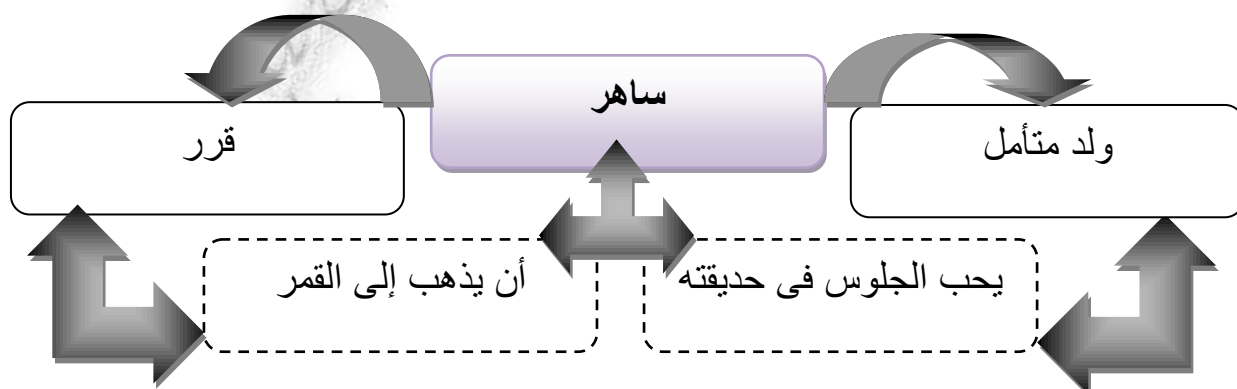 ساهر
ولد متأمل
قرر
يحب الجلوس فى حديقته
أن يذهب إلى القمر